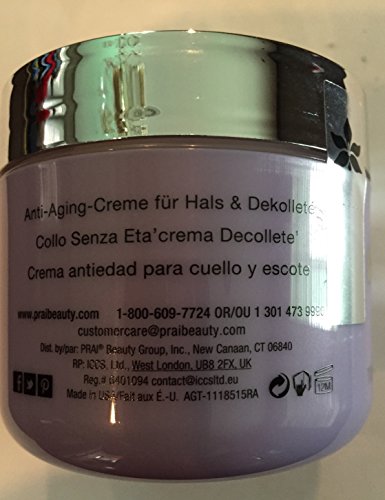 Anti-Aging-Creme für Hals & Dekolleté
Collo Senza Eta'crema Decollete'
Crema antiedad para cuello y escote
www.praibeauty.com 1-800-609-7724 OR/OU 1 301 473
customercare@praibeauty.com
Dist. by/par: PRAI® Beauty Group, Inc., New Canaan, CT 06840
RP: ICCS, Ltd., West London, UB8 2FX, UK
Reg.# 6401094 contact@iccsltd.eu
Made in USA/Fait aux É.-U. AGT-1118515RA
12M